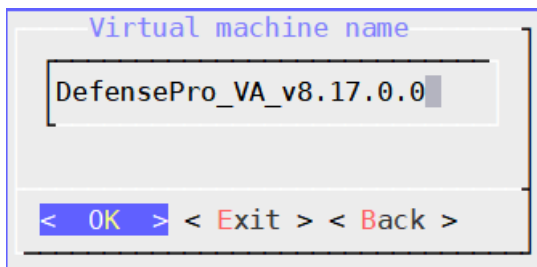 Virtual machine name
DefensePro_VA_v8.17.0.0
< OK > < Exit > < Back >